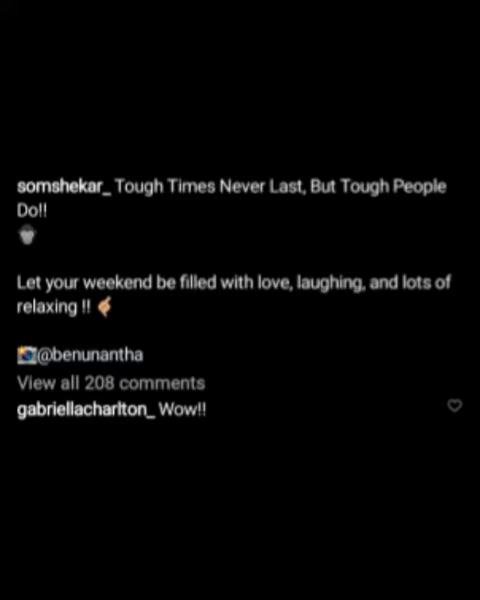 somshekar_ Tough Times Never Last, But Tough People
Do!!
Let your weekend be filled with love, laughing, and lots of
relaxing !!
@benunantha
View all 208 comments
gabriellacharlton_ Wow!!